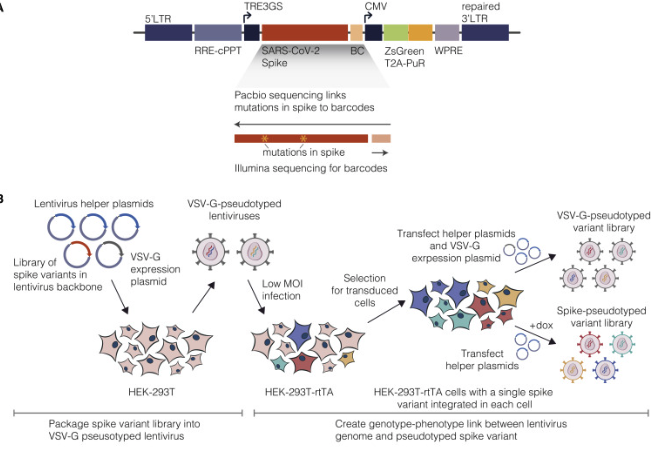 A
TRE3GS
CMV
repaired
5'LTR
3'LTR
RRE-cPPT
SARS-CoV-2
Spike
BC
ZsGreen
T2A-PuR
WPRE
Pacbio sequencing links
mutations in spike to barcodes
mutations in spike
Illumina sequencing for barcodes
B
Lentivirus helper plasmids
Library of
spike variants in
lentivirus backbone
VSV-G
expression
plasmid
VSV-G-pseudotyped
lentiviruses
Low MOI
infection
HEK-293T
HEK-293T-rtTA
Selection
for transduced
cells
Transfect helper plasmids
and VSV-G
exrpession plasmid
VSV-G-pseudotyped
variant library
+dox
Spike-pseudotyped
variant library
Transfect
helper plasmids
HEK-293T-rtTA cells with a single spike
variant integrated in each cell
Package spike variant library into
VSV-G pseusotyped lentivirus
Create genotype-phenotype link between lentivirus
genome and pseudotyped spike variant